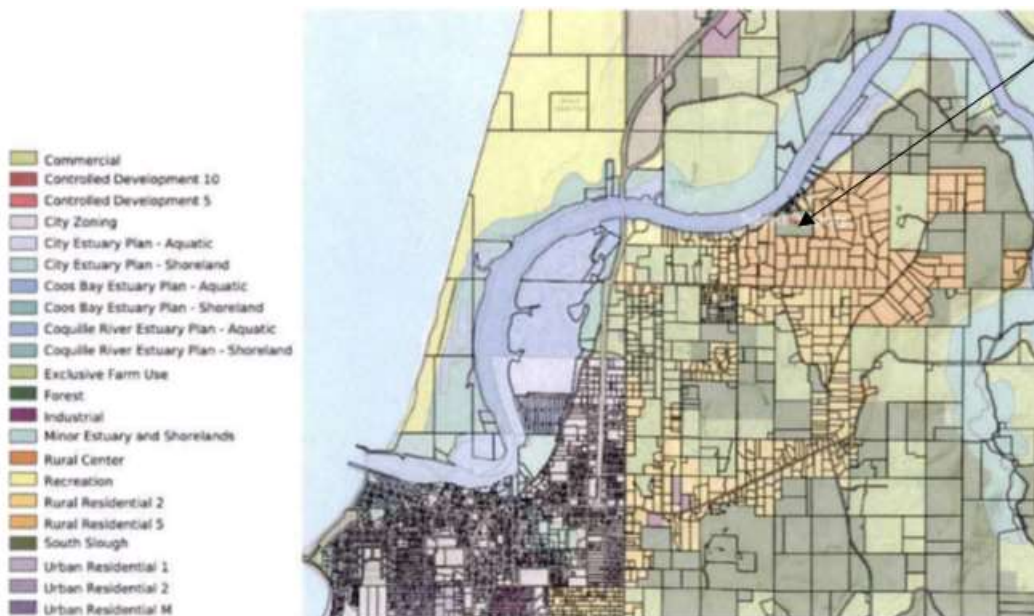 Commercial
Controlled Development 10
Controlled Development 5
City Zoning
City Estuary Plan - Aquatic
City Estuary Plan - Shoreland
Coos Bay Estuary Plan - Aquatic
Coos Bay Estuary Plan - Shoreland
Coquille River Estuary Plan - Aquatic
Coquille River Estuary Plan - Shoreland
Exclusive Farm Use
Forest
Industrial
Minor Estuary and Shorelands
Rural Center
Recreation
Rural Residential 2
Rural Residential 5
South Slough
Urban Residential 1
Urban Residential 2
Urban Residential M